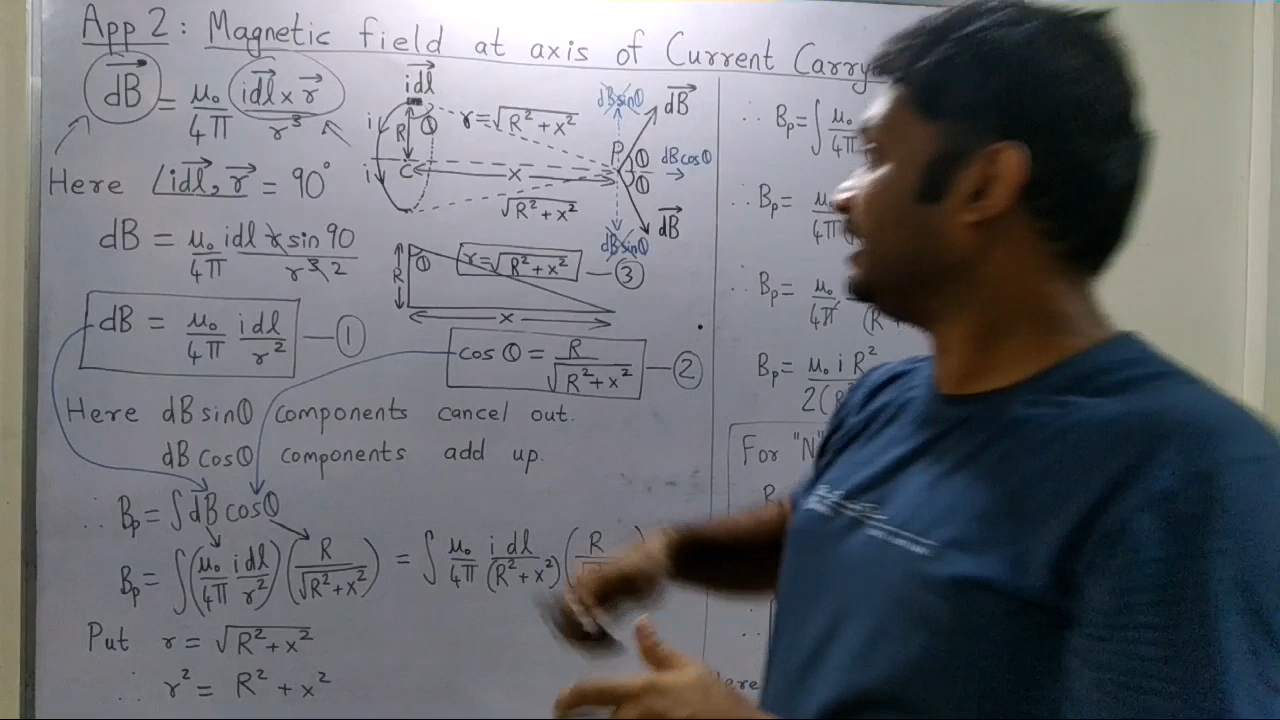 App 2 : Magnetic field at axis of Current Carry
dB = μ₀/4π (idl × r)/r³
Here ∠idl, r = 90°
dB = μ₀/4π idl r sin 90/r³ 2
dB = μ₀/4π i dl/r² — ①
idl
i
R
θ
i
C
r = √R² + x²
x
√R² + x²
dB sinθ
dB
P
θ
θ
dB cosθ
dB
dB sinθ
R
θ
r = √R² + x² — ③
x
cos θ = R/√R² + x² — ②
Here dB sinθ components cancel out.
dB cosθ components add up.
∴ Bp = ∫ dB cosθ
Bp = ∫ (μ₀/4π i dl/r²) (R/√R² + x²) = ∫ μ₀/4π i dl/(R² + x²) (R
Put r = √R² + x²
∴ r² = R² + x²
∴ Bp = ∫ μ₀/4π
∴ Bp = μ₀/4π
∴ Bp = μ₀/4π
Bp = μ₀ i R²/2(R²
For "N"
∴